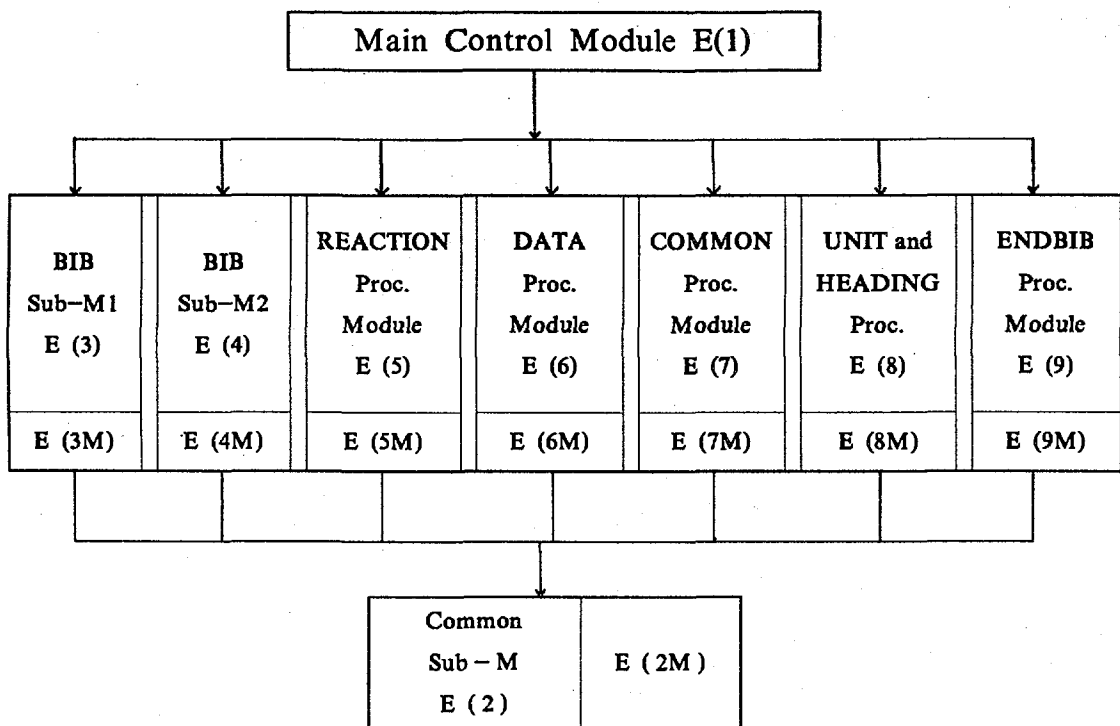 Main Control Module E(1)
BIB
Sub-M1
E (3)
E (3M)
BIB
Sub-M2
E (4)
E (4M)
REACTION
Proc.
Module
E (5)
E (5M)
DATA
Proc.
Module
E (6)
E (6M)
COMMON
Proc.
Module
E (7)
E (7M)
UNIT and
HEADING
Proc.
E (8)
E (8M)
ENDBIB
Proc.
Module
E (9)
E (9M)
Common
Sub - M
E ( 2 )
E ( 2M )